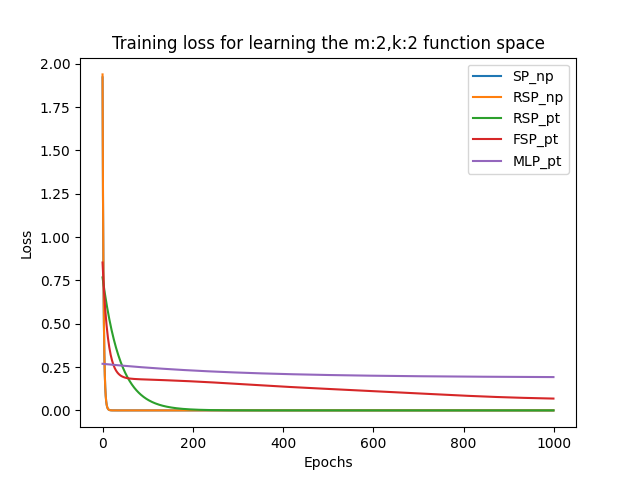 Training loss for learning the m:2,k:2 function space
2.00
1.75
1.50
1.25
1.00
0.75
0.50
0.25
0.00
Loss
SP_np
RSP_np
RSP_pt
FSP_pt
MLP_pt
0 200 400 600 800 1000
Epochs